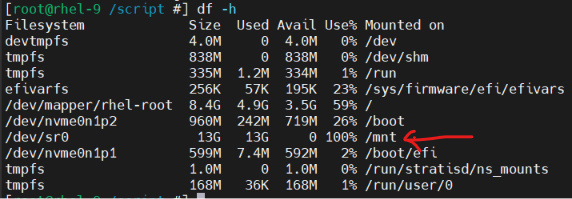 [root@rhel-9 /script #] df -h
Filesystem Size Used Avail Use% Mounted on
devtmpfs 4.0M 0 4.0M 0% /dev
tmpfs 838M 0 838M 0% /dev/shm
tmpfs 335M 1.2M 334M 1% /run
efivarfs 256K 57K 195K 23% /sys/firmware/efi/efivars
/dev/mapper/rhel-root 8.4G 4.9G 3.5G 59% /
/dev/nvme0n1p2 960M 242M 719M 26% /boot
/dev/sr0 13G 13G 0 100% /mnt
/dev/nvme0n1p1 599M 7.4M 592M 2% /boot/efi
tmpfs 1.0M 0 1.0M 0% /run/stratisd/ns_mounts
tmpfs 168M 36K 168M 1% /run/user/0